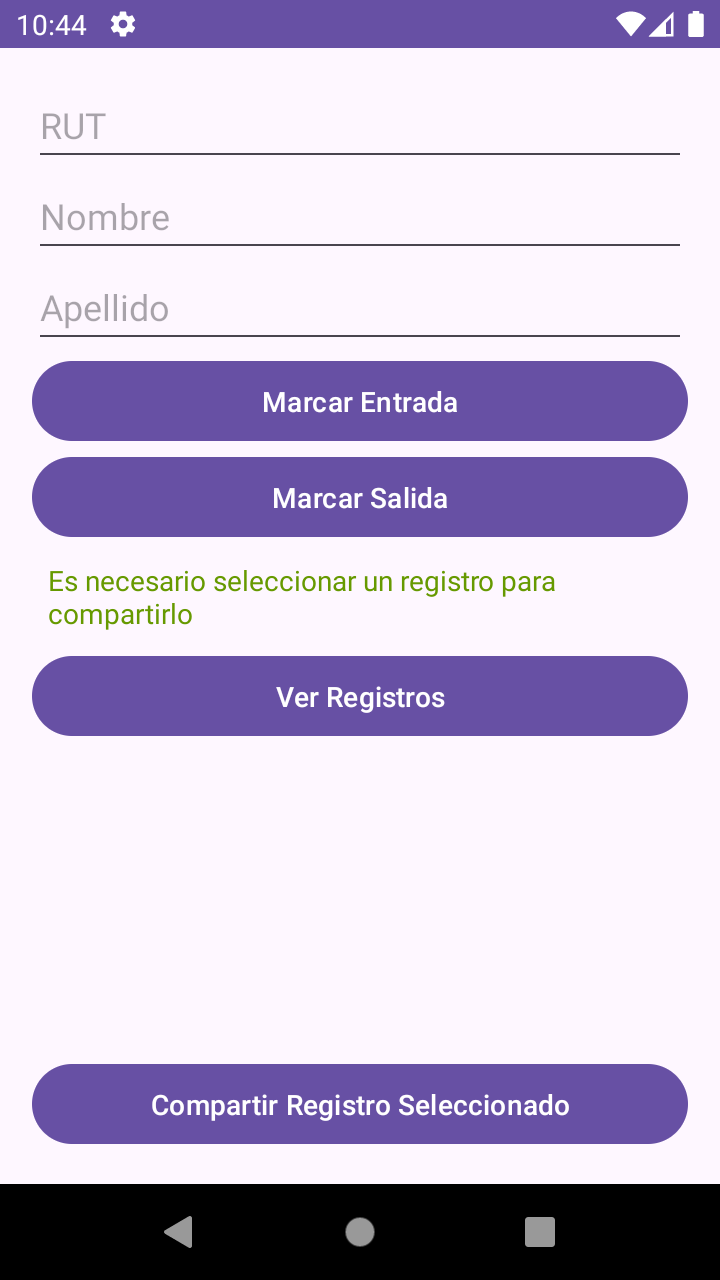 10:44
RUT
Nombre
Apellido
Marcar Entrada
Marcar Salida
Es necesario seleccionar un registro para
compartirlo
Ver Registros
Compartir Registro Seleccionado